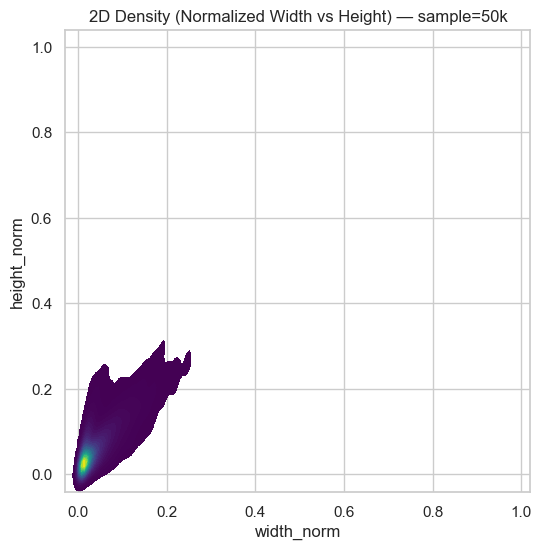 2D Density (Normalized Width vs Height) — sample=50k
1.0
0.8
0.6
0.4
0.2
0.0
height_norm
0.0 0.2 0.4 0.6 0.8 1.0
width_norm